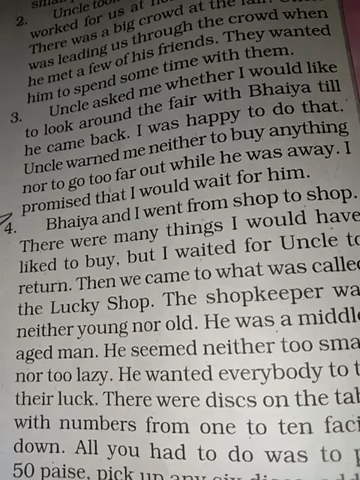 2. Uncle took
worked for us at
There was a big crowd at the fair.
was leading us through the crowd when
he met a few of his friends. They wanted
him to spend some time with them.
3. Uncle asked me whether I would like
to look around the fair with Bhaiya till
he came back. I was happy to do that.
Uncle warned me neither to buy anything
nor to go too far out while he was away. I
promised that I would wait for him.
4. Bhaiya and I went from shop to shop.
There were many things I would have
liked to buy, but I waited for Uncle to
return. Then we came to what was called
the Lucky Shop. The shopkeeper wa
neither young nor old. He was a middle
aged man. He seemed neither too sma
nor too lazy. He wanted everybody to t
their luck. There were discs on the tab
with numbers from one to ten faci
down. All you had to do was to p
50 paise, pick up any six